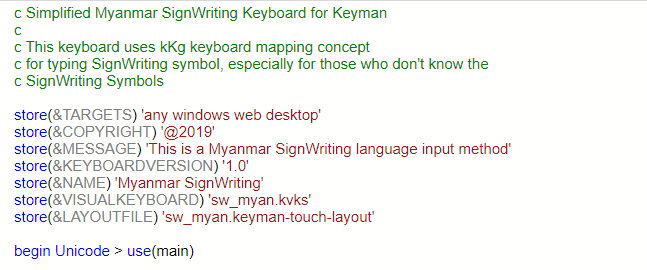 c Simplified Myanmar SignWriting Keyboard for Keyman
c
c This keyboard uses kKg keyboard mapping concept
c for typing SignWriting symbol, especially for those who don't know the
c SignWriting Symbols
store(&TARGETS) 'any windows web desktop'
store(&COPYRIGHT) '@2019'
store(&MESSAGE) 'This is a Myanmar SignWriting language input method'
store(&KEYBOARDVERSION) '1.0'
store(&NAME) 'Myanmar SignWriting'
store(&VISUALKEYBOARD) 'sw_myan.kvks'
store(&LAYOUTFILE) 'sw_myan.keyman-touch-layout'
begin Unicode > use(main)